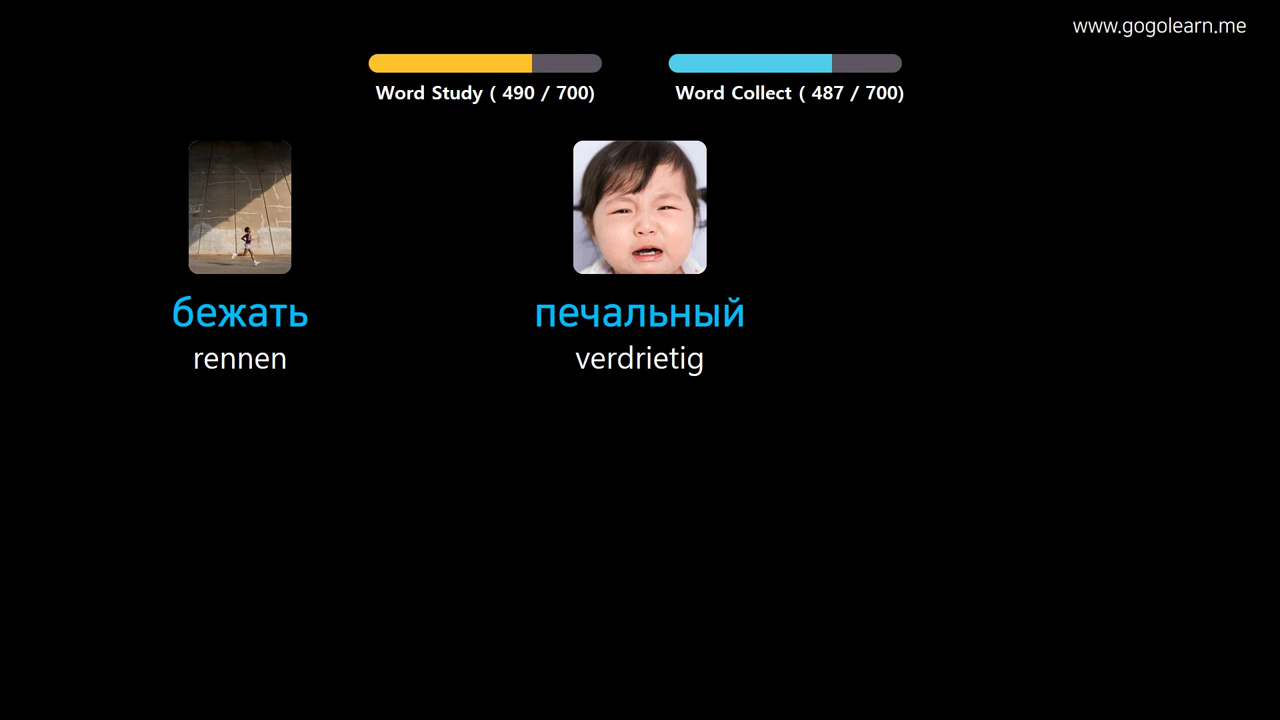 www.gogolearn.me
Word Study ( 490 / 700)
Word Collect ( 487 / 700)
бежать
rennen
печальный
verdrietig